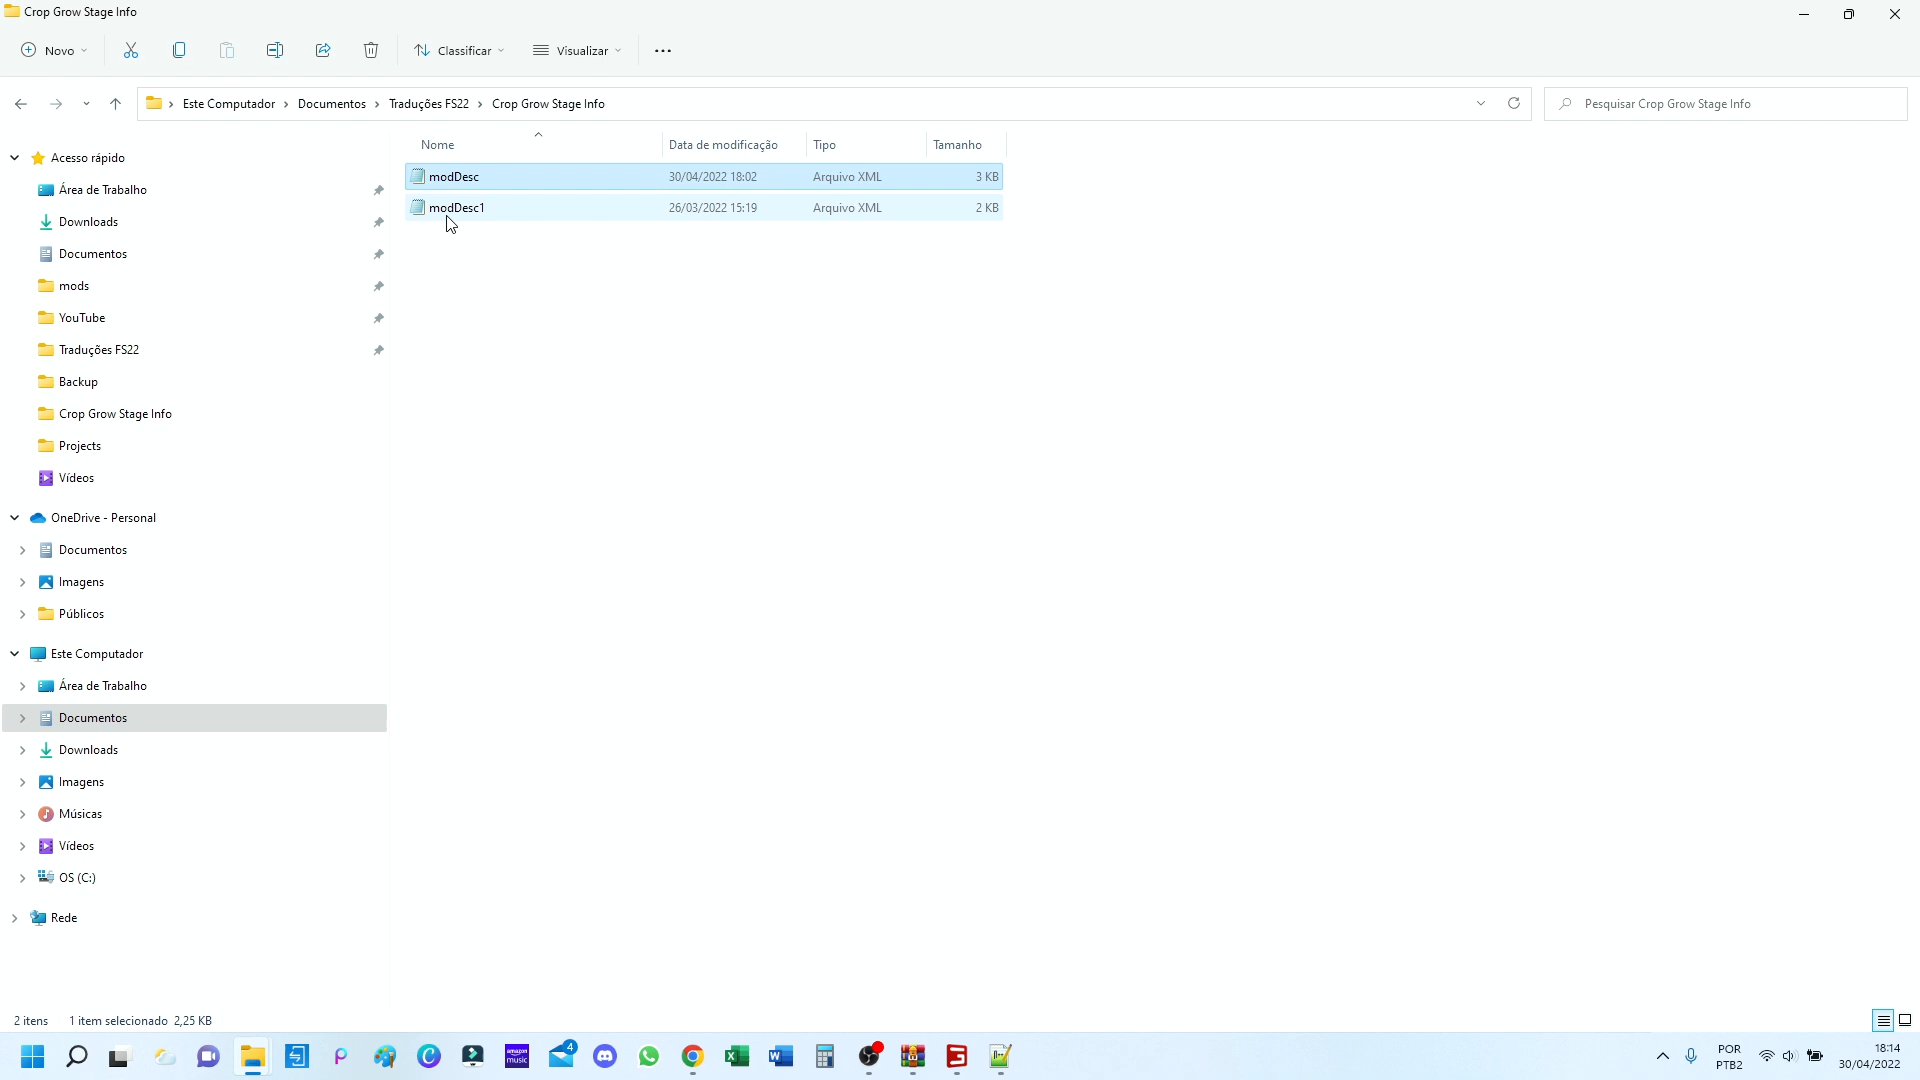 Crop Grow Stage Info
Novo Classificar Visualizar
Este Computador Documentos Traduções FS22 Crop Grow Stage Info Pesquisar Crop Grow Stage Info
Nome Data de modificação Tipo Tamanho
modDesc 30/04/2022 18:02 Arquivo XML 3 KB
modDesc1 26/03/2022 15:19 Arquivo XML 2 KB
Acesso rápido
Área de Trabalho
Downloads
Documentos
mods
YouTube
Traduções FS22
Backup
Crop Grow Stage Info
Projects
Vídeos
OneDrive - Personal
Documentos
Imagens
Públicos
Este Computador
Área de Trabalho
Documentos
Downloads
Imagens
Músicas
Vídeos
OS (C:)
Rede
2 itens 1 item selecionado 2,25 KB
amazon music 4
POR 18:14
PTB2 30/04/2022